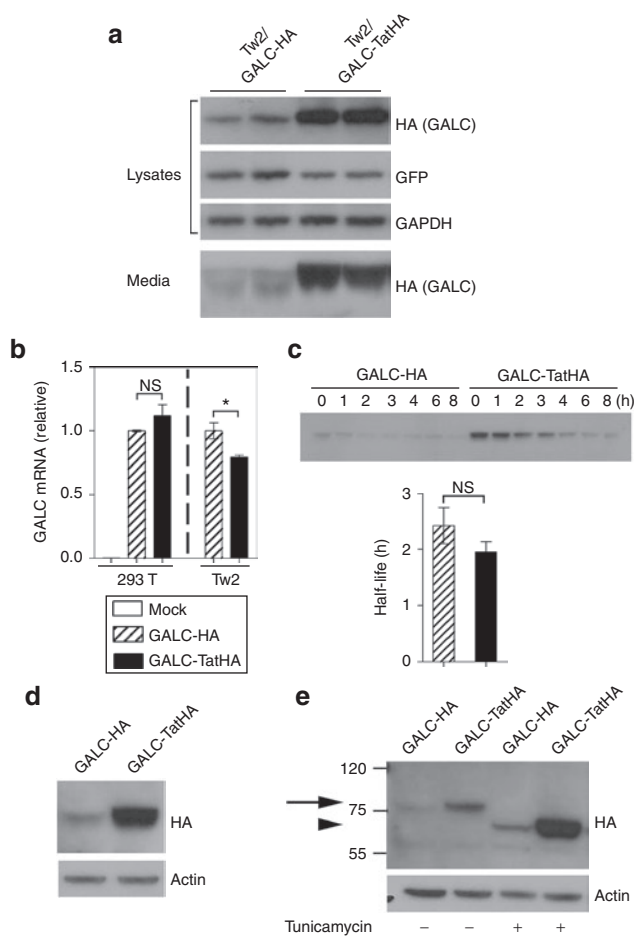 a
Tw2/
GALC-HA
Tw2/
GALC-TatHA
HA (GALC)
Lysates
GFP
GAPDH
Media
HA (GALC)
b
1.5
NS
*
1.0
GALC mRNA (relative)
0.5
0.0
293 T
Tw2
Mock
GALC-HA
GALC-TatHA
c
GALC-HA
GALC-TatHA
0 1 2 3 4 6 8 0 1 2 3 4 6 8 (h)
3
NS
2
Half-life (h)
1
0
d
GALC-HA
GALC-TatHA
HA
Actin
e
GALC-HA
GALC-TatHA
GALC-HA
GALC-TatHA
120
75
HA
55
Actin
Tunicamycin – – + +